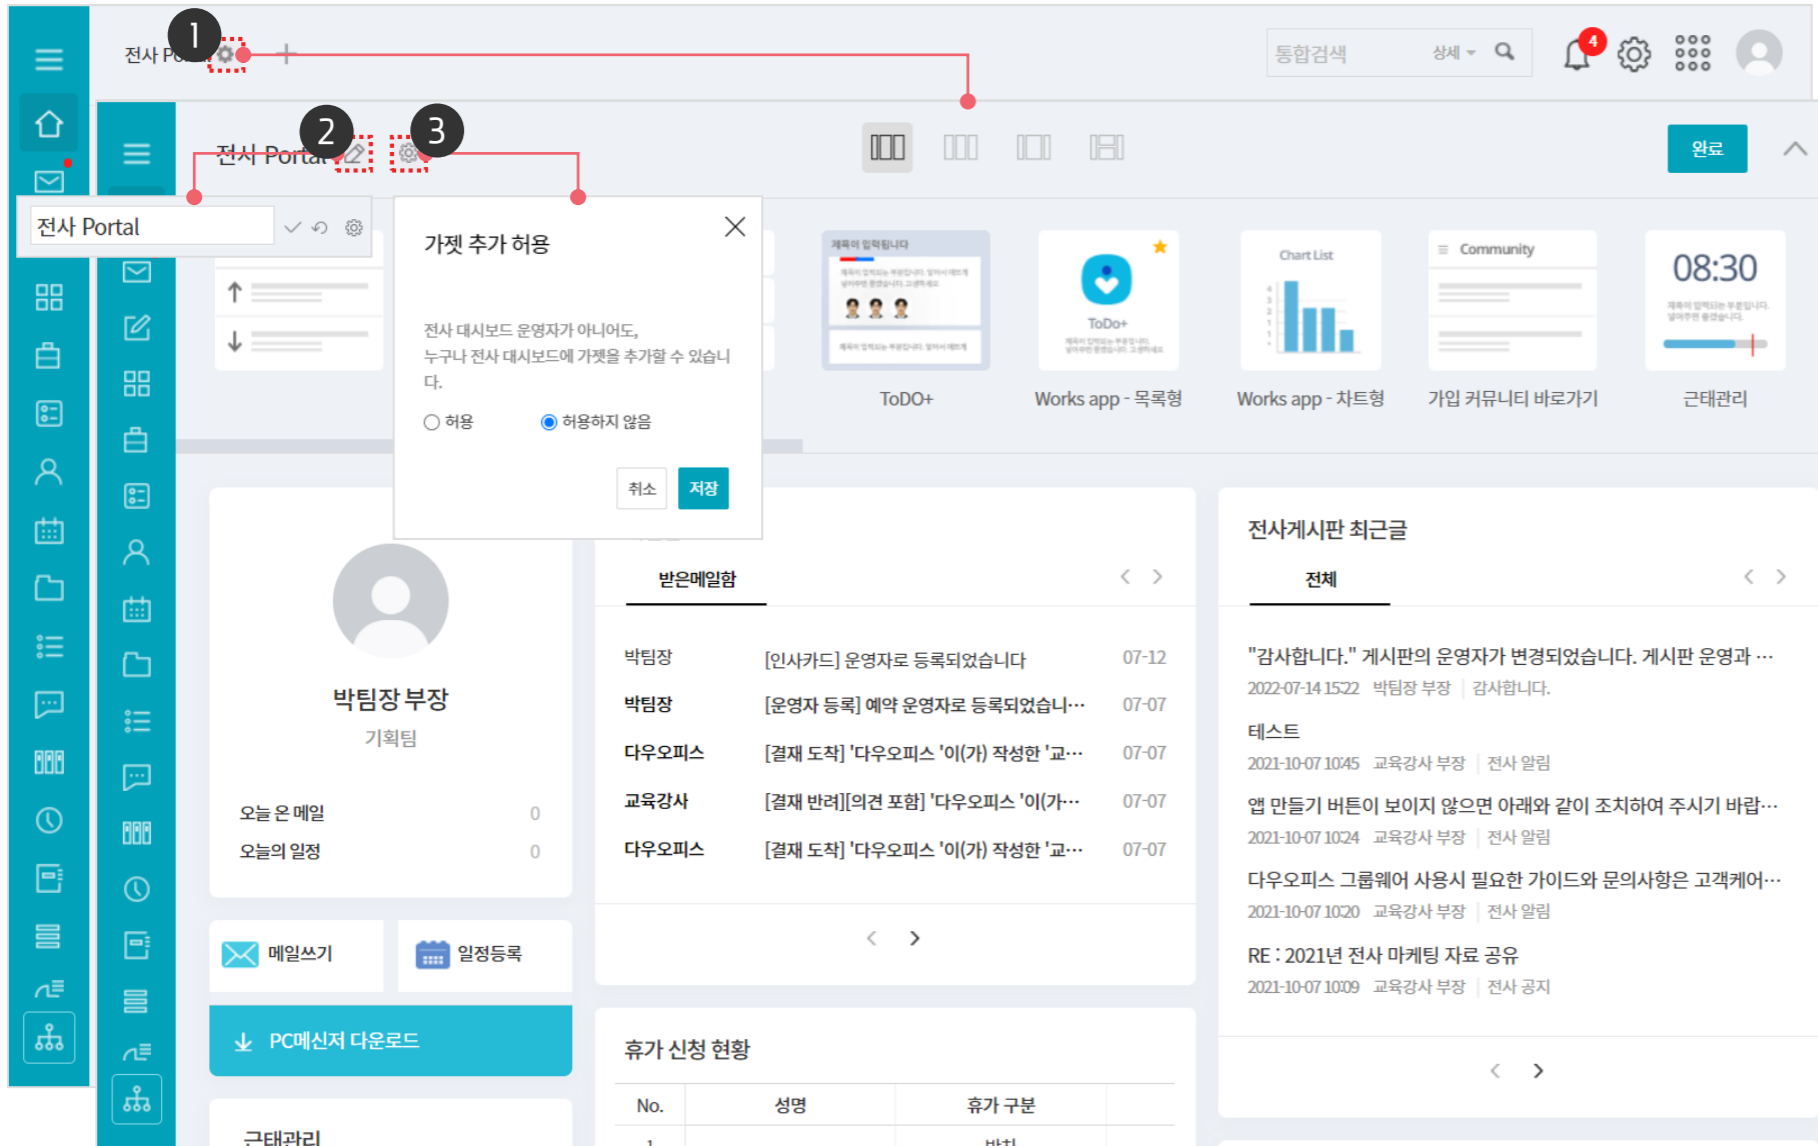 1
전사 P
통합검색
상세
4
2
3
전사 Portal
완료
전사 Portal
가젯 추가 허용
전사 대시보드 운영자가 아니어도,
누구나 전사 대시보드에 가젯을 추가할 수 있습니
다.
허용
허용하지 않음
취소
저장
제목이 입력됩니다
ToDO+
ToDo+
Works app - 목록형
Chart List
Works app - 차트형
Community
가입 커뮤니티 바로가기
08:30
근태관리
박팀장 부장
기획팀
오늘 온 메일 0
오늘의 일정 0
메일쓰기
일정등록
PC메신저 다운로드
근태관리
받은메일함
박팀장 [인사카드] 운영자로 등록되었습니다 07-12
박팀장 [운영자 등록] 예약 운영자로 등록되었습니… 07-07
다우오피스 [결재 도착] '다우오피스 '이(가) 작성한 '교… 07-07
교육강사 [결재 반려][의견 포함] '다우오피스 '이(가… 07-07
다우오피스 [결재 도착] '다우오피스 '이(가) 작성한 '교… 07-07
휴가 신청 현황
No. 성명 휴가 구분
1 반차
전사게시판 최근글
전체
"감사합니다." 게시판의 운영자가 변경되었습니다. 게시판 운영과 …
2022-07-14 15:22 박팀장 부장 감사합니다.
테스트
2021-10-07 10:45 교육강사 부장 전사 알림
앱 만들기 버튼이 보이지 않으면 아래와 같이 조치하여 주시기 바랍…
2021-10-07 10:24 교육강사 부장 전사 알림
다우오피스 그룹웨어 사용시 필요한 가이드와 문의사항은 고객케어…
2021-10-07 10:20 교육강사 부장 전사 알림
RE : 2021년 전사 마케팅 자료 공유
2021-10-07 10:09 교육강사 부장 전사 공지